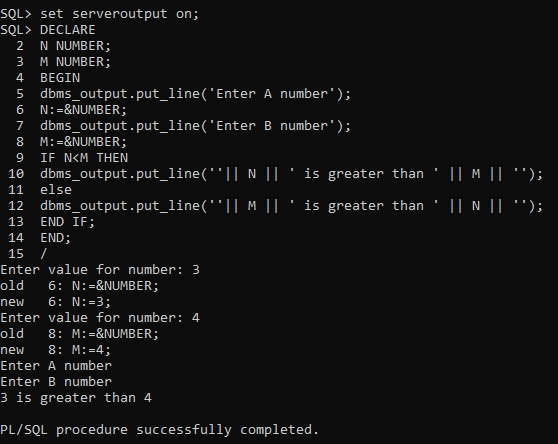 SQL> set serveroutput on;
SQL> DECLARE
  2  N NUMBER;
  3  M NUMBER;
  4  BEGIN
  5  dbms_output.put_line('Enter A number');
  6  N:=&NUMBER;
  7  dbms_output.put_line('Enter B number');
  8  M:=&NUMBER;
  9  IF N<M THEN
 10  dbms_output.put_line(''|| N || ' is greater than ' || M || '');
 11  else
 12  dbms_output.put_line(''|| M || ' is greater than ' || N || '');
 13  END IF;
 14  END;
 15  /
Enter value for number: 3
old   6: N:=&NUMBER;
new   6: N:=3;
Enter value for number: 4
old   8: M:=&NUMBER;
new   8: M:=4;
Enter A number
Enter B number
3 is greater than 4

PL/SQL procedure successfully completed.